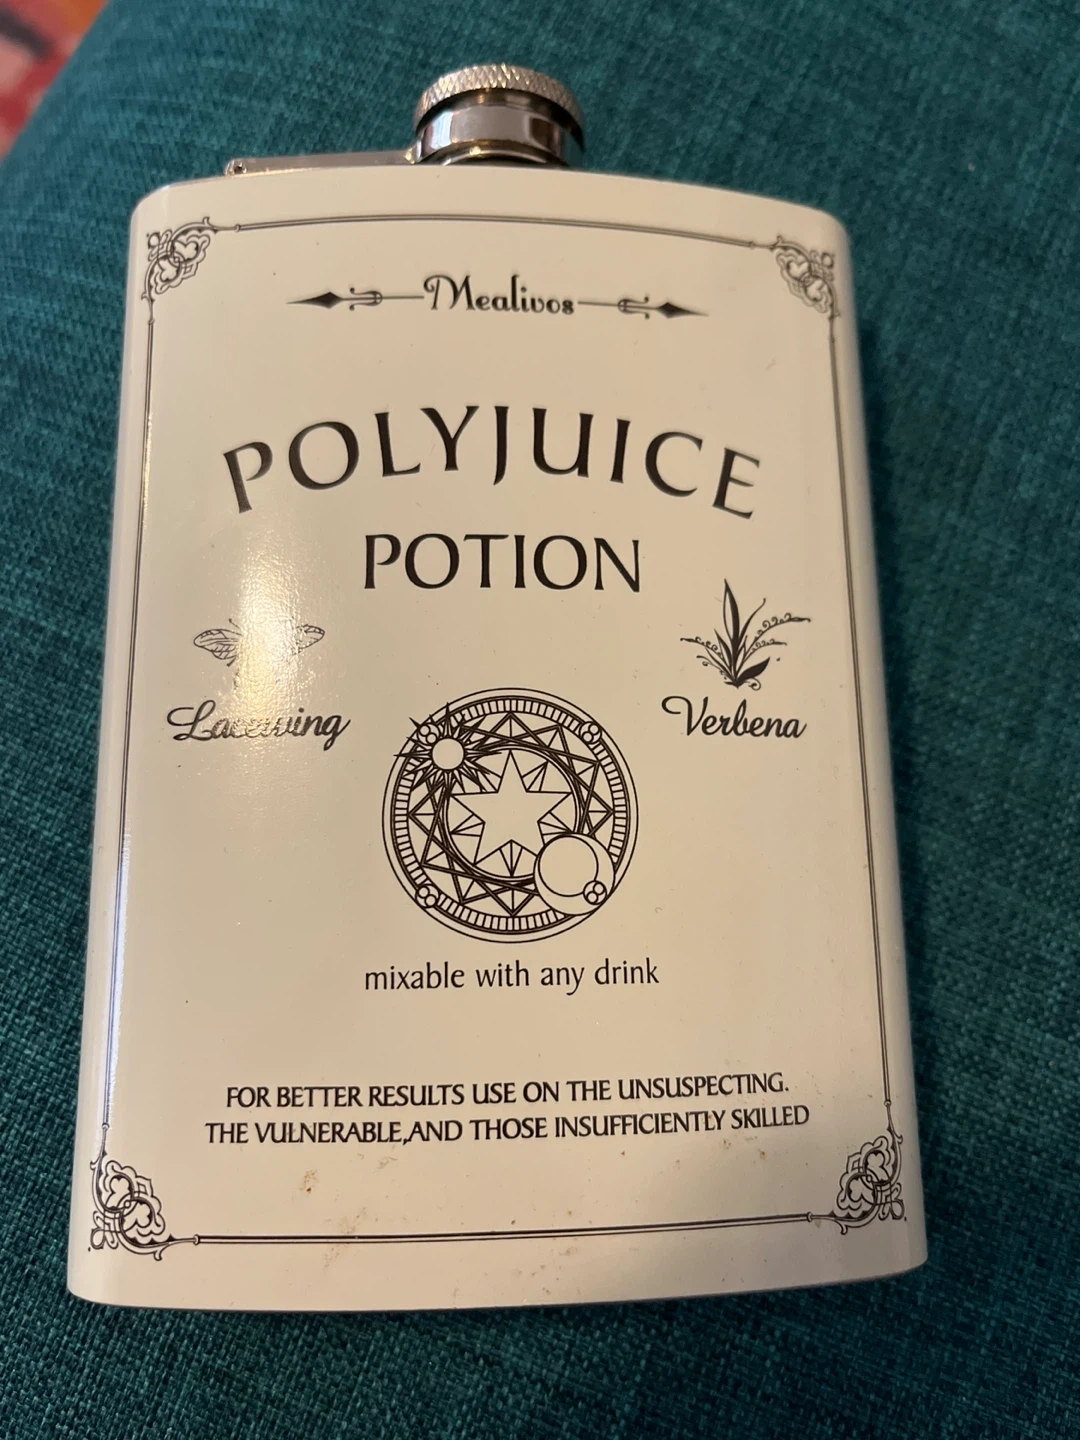 Mealivos
POLYJUICE
POTION
Lacewing
Verbena
mixable with any drink
FOR BETTER RESULTS USE ON THE UNSUSPECTING.
THE VULNERABLE,AND THOSE INSUFFICIENTLY SKILLED